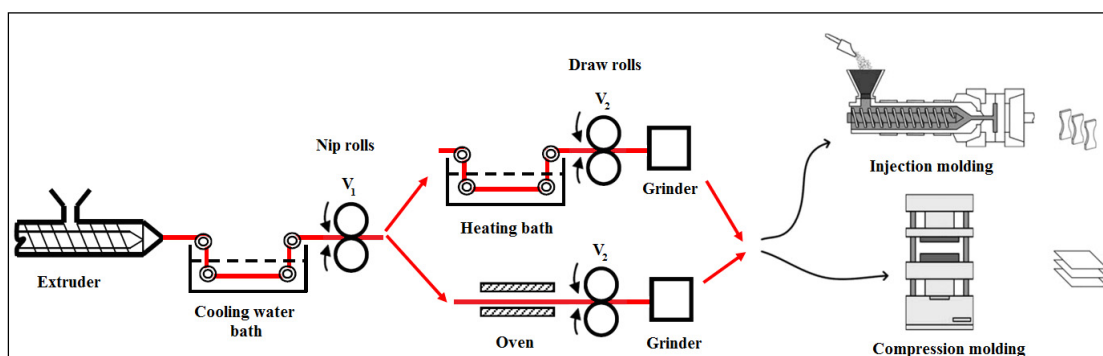 Draw rolls
V2
Injection molding
Nip rolls
V1
Grinder
Heating bath
Extruder
Cooling water
bath
V2
Oven
Grinder
Compression molding